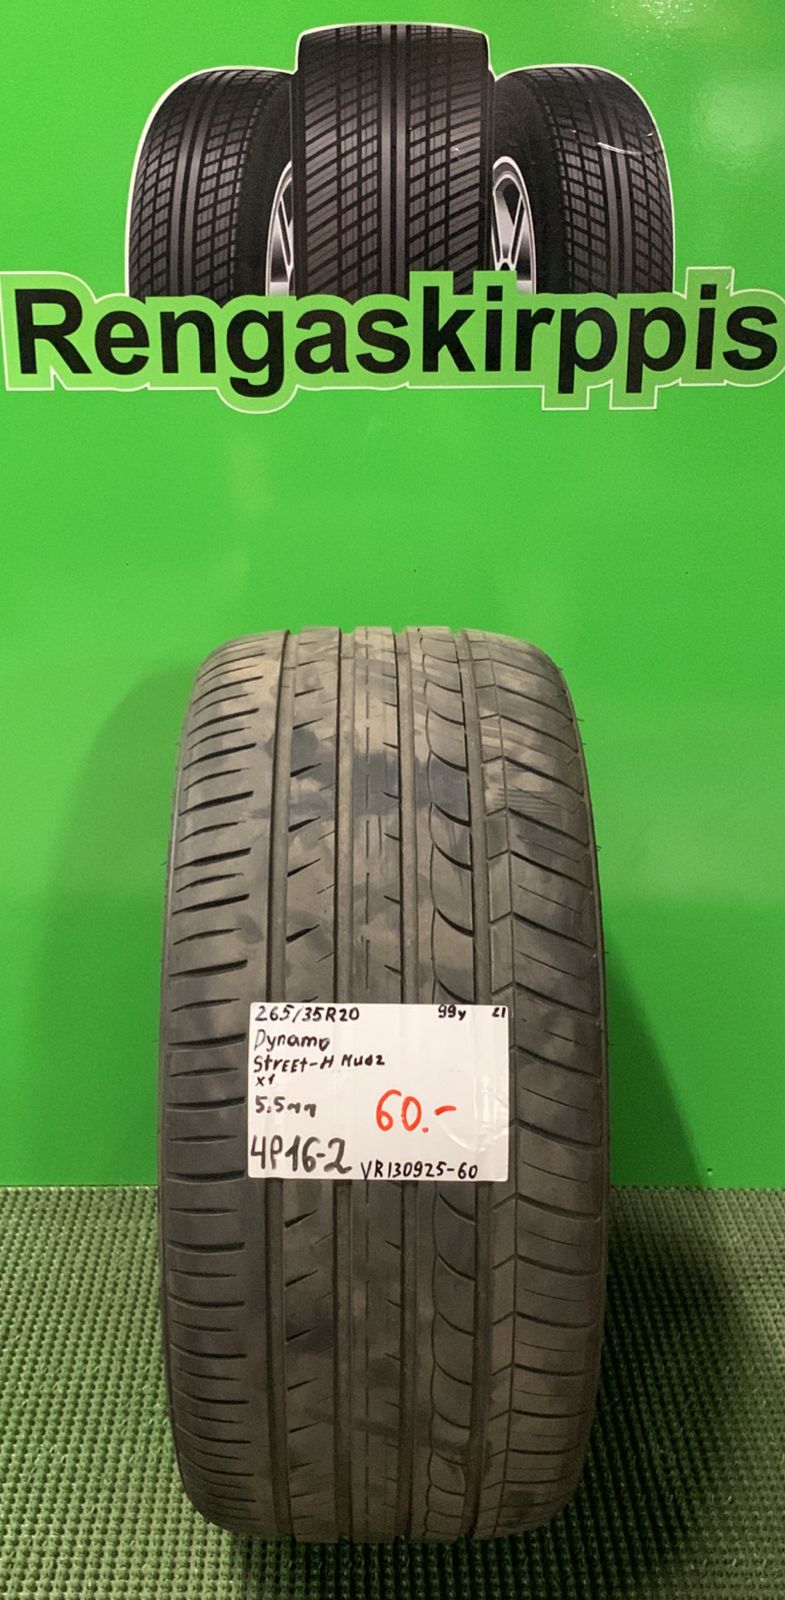 Rengaskirppis
265/35R20 99y 21
Dynamo
StrEEt-H MU02
x1
5.5mm 60.-
4P16-2 VR130925-60